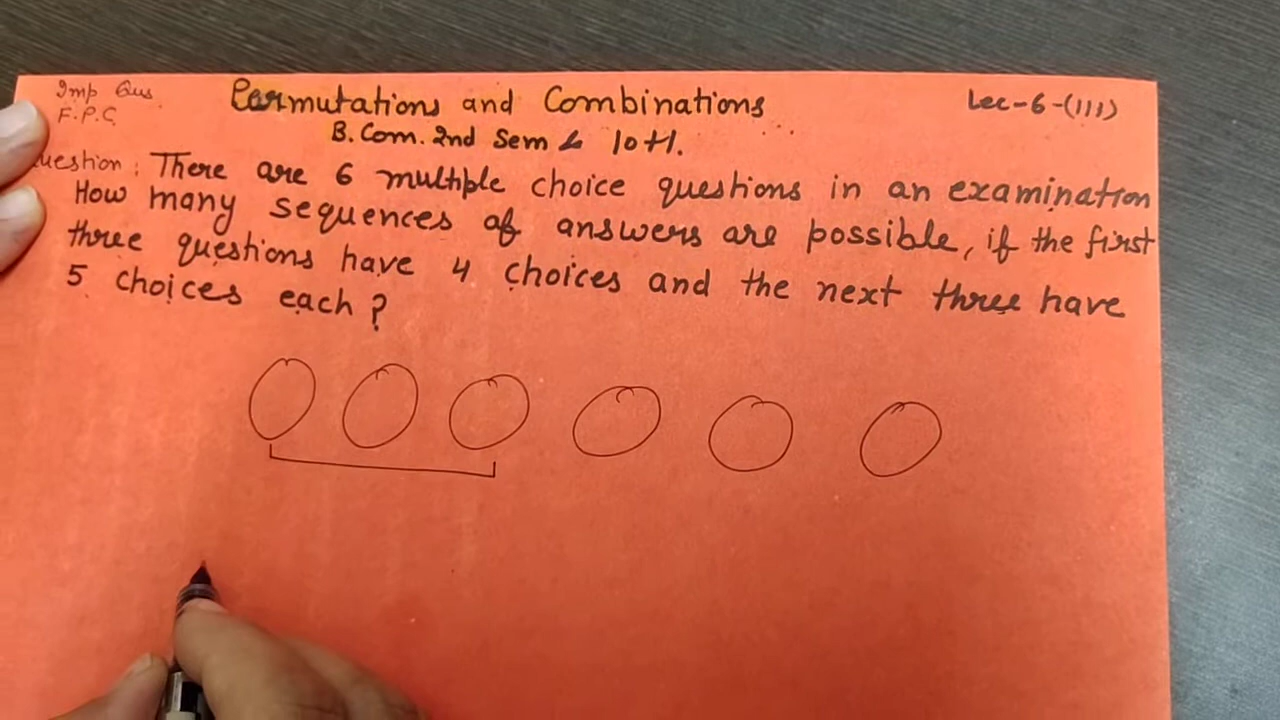 Imp Qus
F.P.C
Permutations and Combinations
Lec-6-(111)
B.Com. 2nd Sem & 10+1.
uestion: There are 6 multiple choice questions in an examination
How many sequences of answers are possible, if the first
three questions have 4 choices and the next three have
5 choices each?